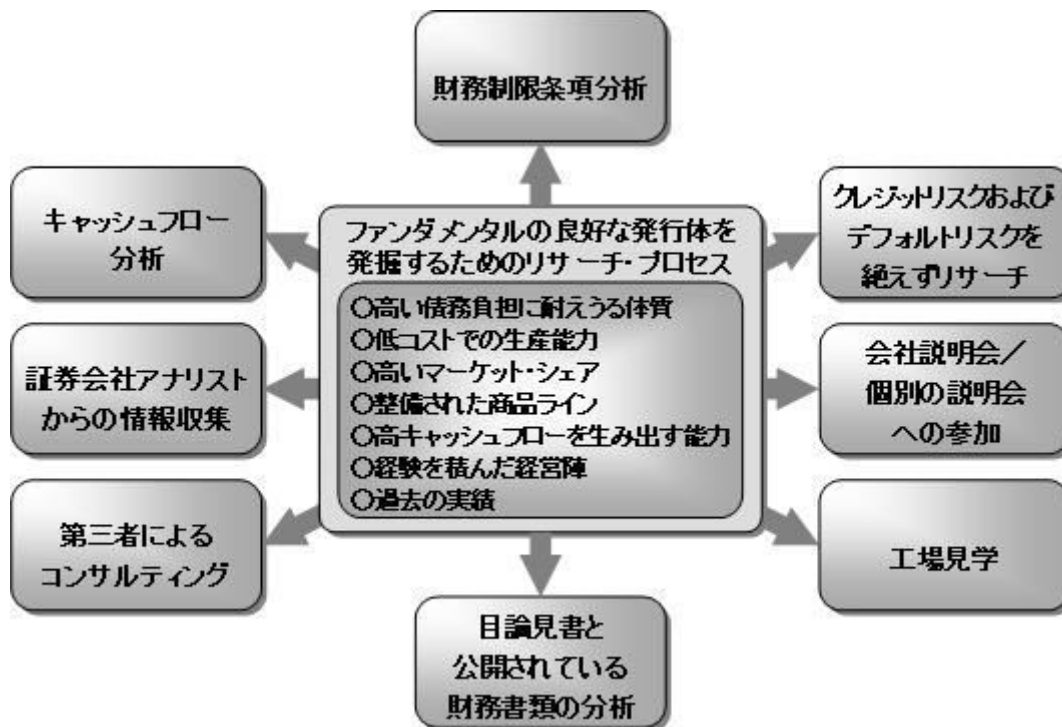 財務制限条項分析
キャッシュフロー
分析
クレジットリスクおよび
デフォルトリスクを
絶えずリサーチ
ファンダメンタルの良好な発行体を
発掘するためのリサーチ・プロセス
○高い債務負担に耐えうる体質
○低コストでの生産能力
○高いマーケット・シェア
○整備された商品ライン
○高キャッシュフローを生み出す能力
○経験を積んだ経営陣
○過去の実績
証券会社アナリスト
からの情報収集
会社説明会／
個別の説明会
への参加
第三者による
コンサルティング
工場見学
目論見書と
公開されている
財務書類の分析